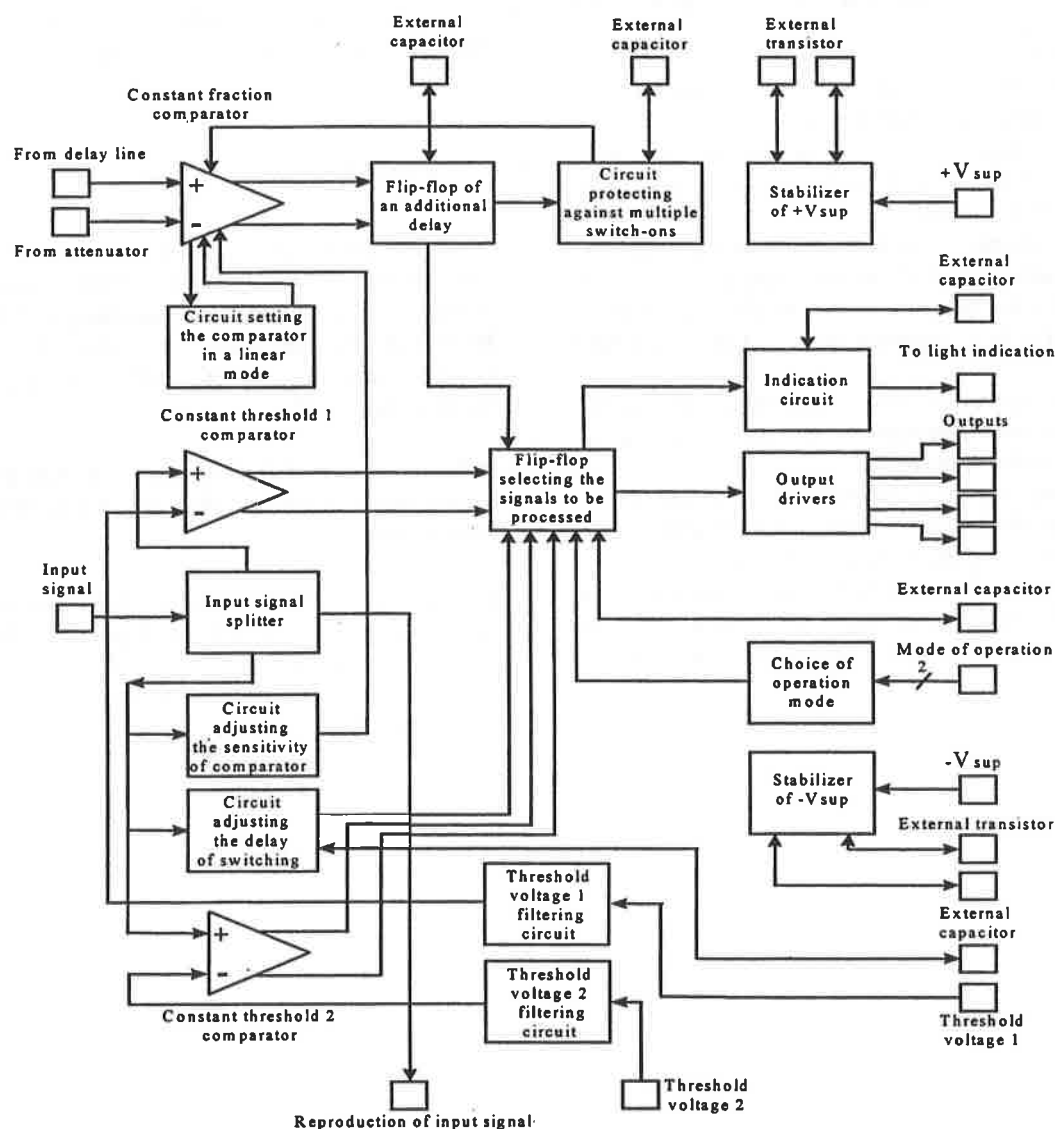 External
capacitor
External
capacitor
External
transistor
Constant fraction
comparator
From delay line
+
-
From attenuator
Flip-flop of
an additional
delay
Circuit
protecting
against multiple
switch-ons
Stabilizer
of +Vsup
+Vsup
Circuit setting
the comparator
in a linear
mode
External
capacitor
To light indication
Indication
circuit
Constant threshold 1
comparator
+
-
Flip-flop
selecting the
signals to be
processed
Output
drivers
Outputs
Input
signal
Input signal
splitter
External capacitor
Mode of operation
2
Choice of
operation
mode
Circuit
adjusting
the sensitivity
of comparator
Circuit
adjusting
the delay
of switching
Stabilizer
of -Vsup
-Vsup
External transistor
Threshold
voltage 1
filtering
circuit
External
capacitor
+
-
Constant threshold 2
comparator
Threshold
voltage 2
filtering
circuit
Threshold
voltage 1
Threshold
voltage 2
Reproduction of input signal